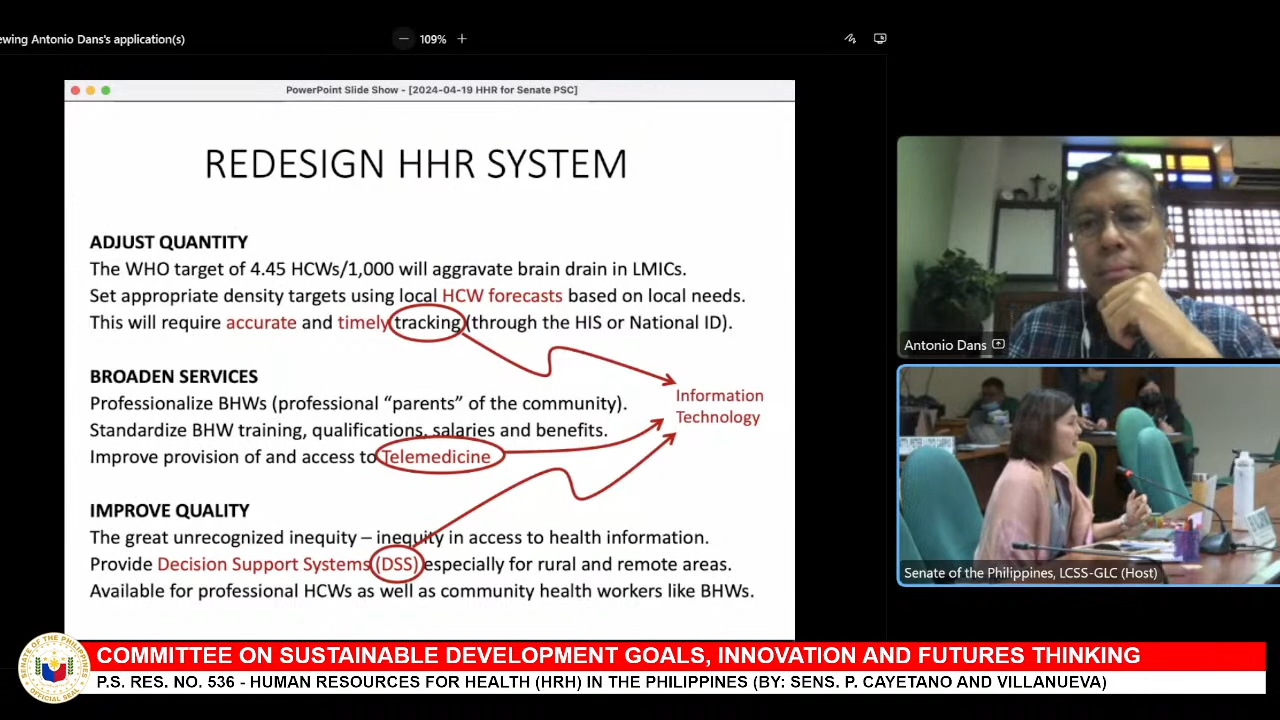 ewing Antonio Dans's application(s)
109%
PowerPoint Slide Show - [2024-04-19 HHR for Senate PSC]
REDESIGN HHR SYSTEM
ADJUST QUANTITY
The WHO target of 4.45 HCWs/1,000 will aggravate brain drain in LMICs.
Set appropriate density targets using local HCW forecasts based on local needs.
This will require accurate and timely tracking (through the HIS or National ID).
BROADEN SERVICES
Professionalize BHWs (professional “parents” of the community).
Standardize BHW training, qualifications, salaries and benefits.
Improve provision of and access to Telemedicine
Information
Technology
IMPROVE QUALITY
The great unrecognized inequity – inequity in access to health information.
Provide Decision Support Systems (DSS) especially for rural and remote areas.
Available for professional HCWs as well as community health workers like BHWs.
Antonio Dans
Senate of the Philippines, LCSS-GLC (Host)
SENATE OF THE PHILIPPINES
OFFICIAL SEAL
COMMITTEE ON SUSTAINABLE DEVELOPMENT GOALS, INNOVATION AND FUTURES THINKING
P.S. RES. NO. 536 - HUMAN RESOURCES FOR HEALTH (HRH) IN THE PHILIPPINES (BY: SENS. P. CAYETANO AND VILLANUEVA)